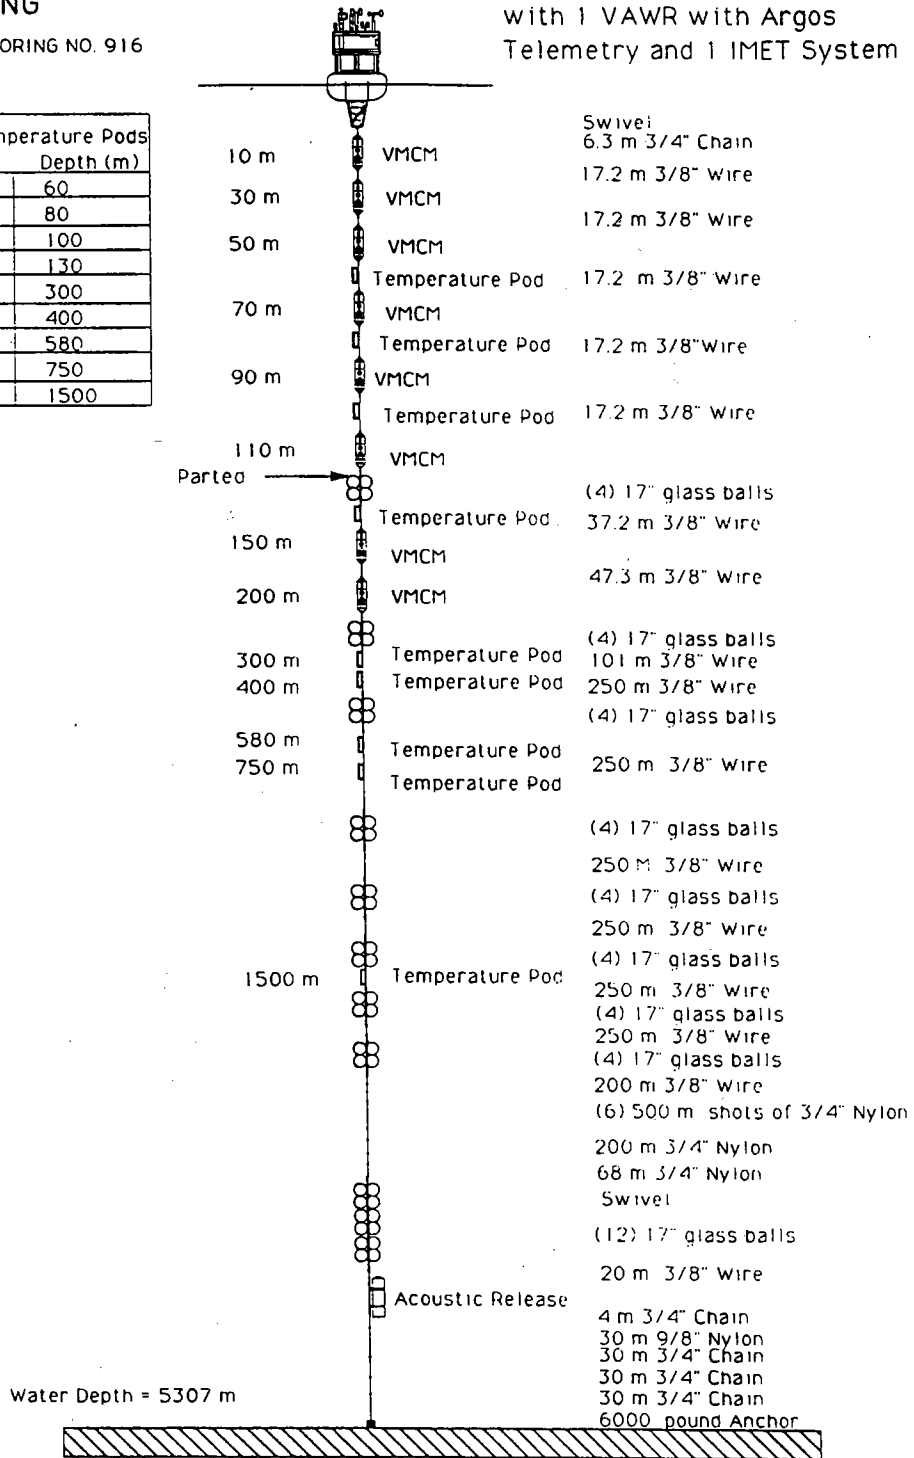 NG
ORING NO. 916
with 1 VAWR with Argos
Telemetry and 1 IMET System
perature Pods
Depth (m)
60
80
100
130
300
400
580
750
1500
Swivel
6.3 m 3/4" Chain
10 m VMCM
17.2 m 3/8" Wire
30 m VMCM
17.2 m 3/8" Wire
50 m VMCM
Temperature Pod 17.2 m 3/8" Wire
70 m VMCM
Temperature Pod 17.2 m 3/8" Wire
90 m VMCM
Temperature Pod 17.2 m 3/8" Wire
110 m VMCM
Parted
(4) 17" glass balls
Temperature Pod 37.2 m 3/8" Wire
150 m VMCM
47.3 m 3/8" Wire
200 m VMCM
(4) 17" glass balls
300 m Temperature Pod 101 m 3/8" Wire
400 m Temperature Pod 250 m 3/8" Wire
(4) 17" glass balls
580 m Temperature Pod
750 m 250 m 3/8" Wire
Temperature Pod
(4) 17" glass balls
250 M 3/8" Wire
(4) 17" glass balls
250 m 3/8" Wire
(4) 17" glass balls
1500 m Temperature Pod
250 m 3/8" Wire
(4) 17" glass balls
250 m 3/8" Wire
(4) 17" glass balls
200 m 3/8" Wire
(6) 500 m shots of 3/4" Nylon
200 m 3/4" Nylon
68 m 3/4" Nylon
Swivel
(12) 17" glass balls
20 m 3/8" Wire
Acoustic Release
4 m 3/4" Chain
30 m 9/8" Nylon
30 m 3/4" Chain
30 m 3/4" Chain
30 m 3/4" Chain
Water Depth = 5307 m
6000 pound Anchor